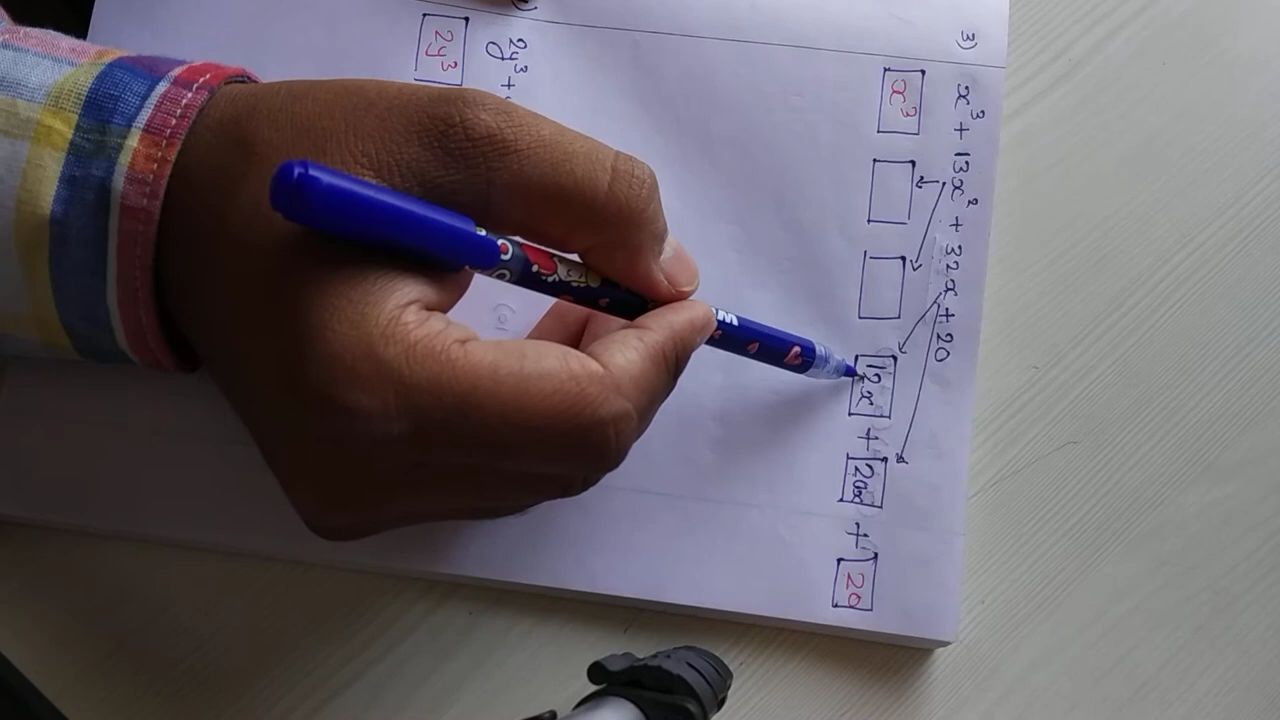 3) x³ + 13x² + 32x + 20
x³ 12x + 20x + 20
2y³ +
2y³